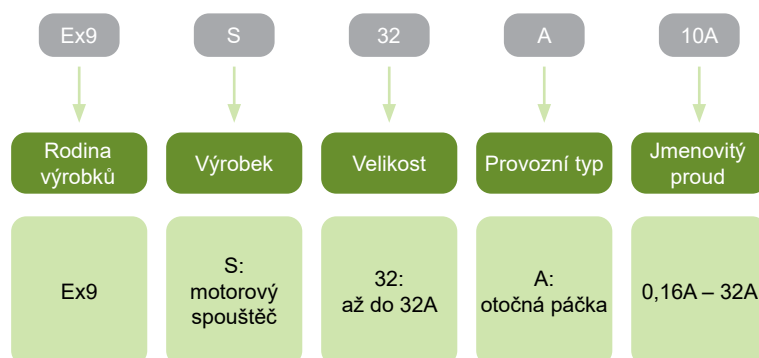 Ex9
S
32
A
10A
Rodina
výrobků
Výrobek
Velikost
Provozní typ
Jmenovitý
proud
Ex9
S:
motorový
spouštěč
32:
až do 32A
A:
otočná páčka
0,16A – 32A